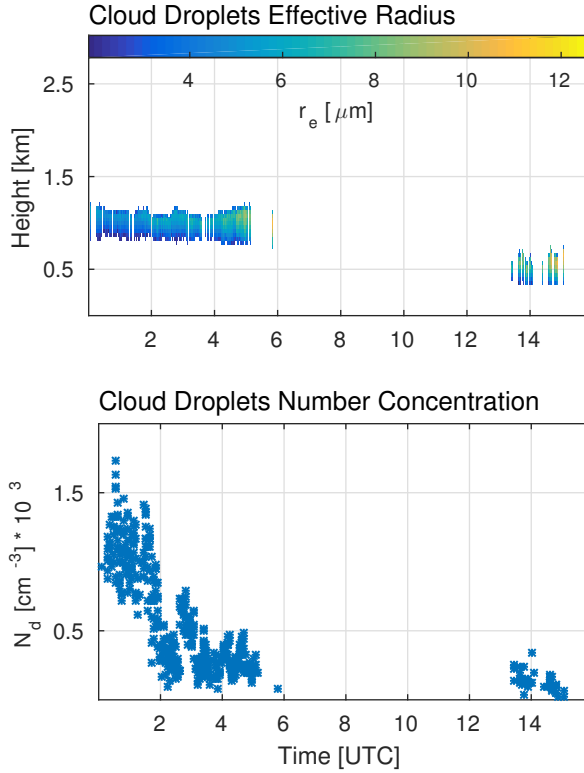 Cloud Droplets Effective Radius
4 6 8 10 12
r_e [ μm]
2.5
1.5
0.5
Height [km]
2 4 6 8 10 12 14
Cloud Droplets Number Concentration
1.5
0.5
N_d [cm⁻³] * 10³
2 4 6 8 10 12 14
Time [UTC]